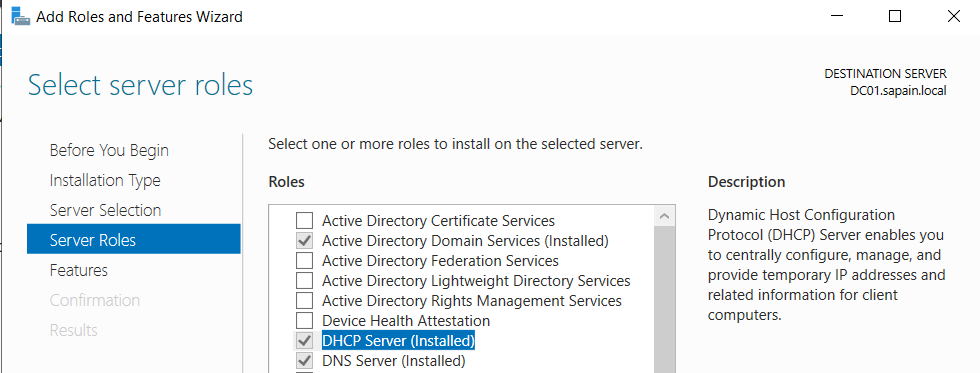 Add Roles and Features Wizard
Select server roles
DESTINATION SERVER
DC01.sapain.local
Before You Begin
Installation Type
Server Selection
Server Roles
Features
Confirmation
Results
Select one or more roles to install on the selected server.
Roles
Active Directory Certificate Services
Active Directory Domain Services (Installed)
Active Directory Federation Services
Active Directory Lightweight Directory Services
Active Directory Rights Management Services
Device Health Attestation
DHCP Server (Installed)
DNS Server (Installed)
Description
Dynamic Host Configuration
Protocol (DHCP) Server enables you
to centrally configure, manage, and
provide temporary IP addresses and
related information for client
computers.